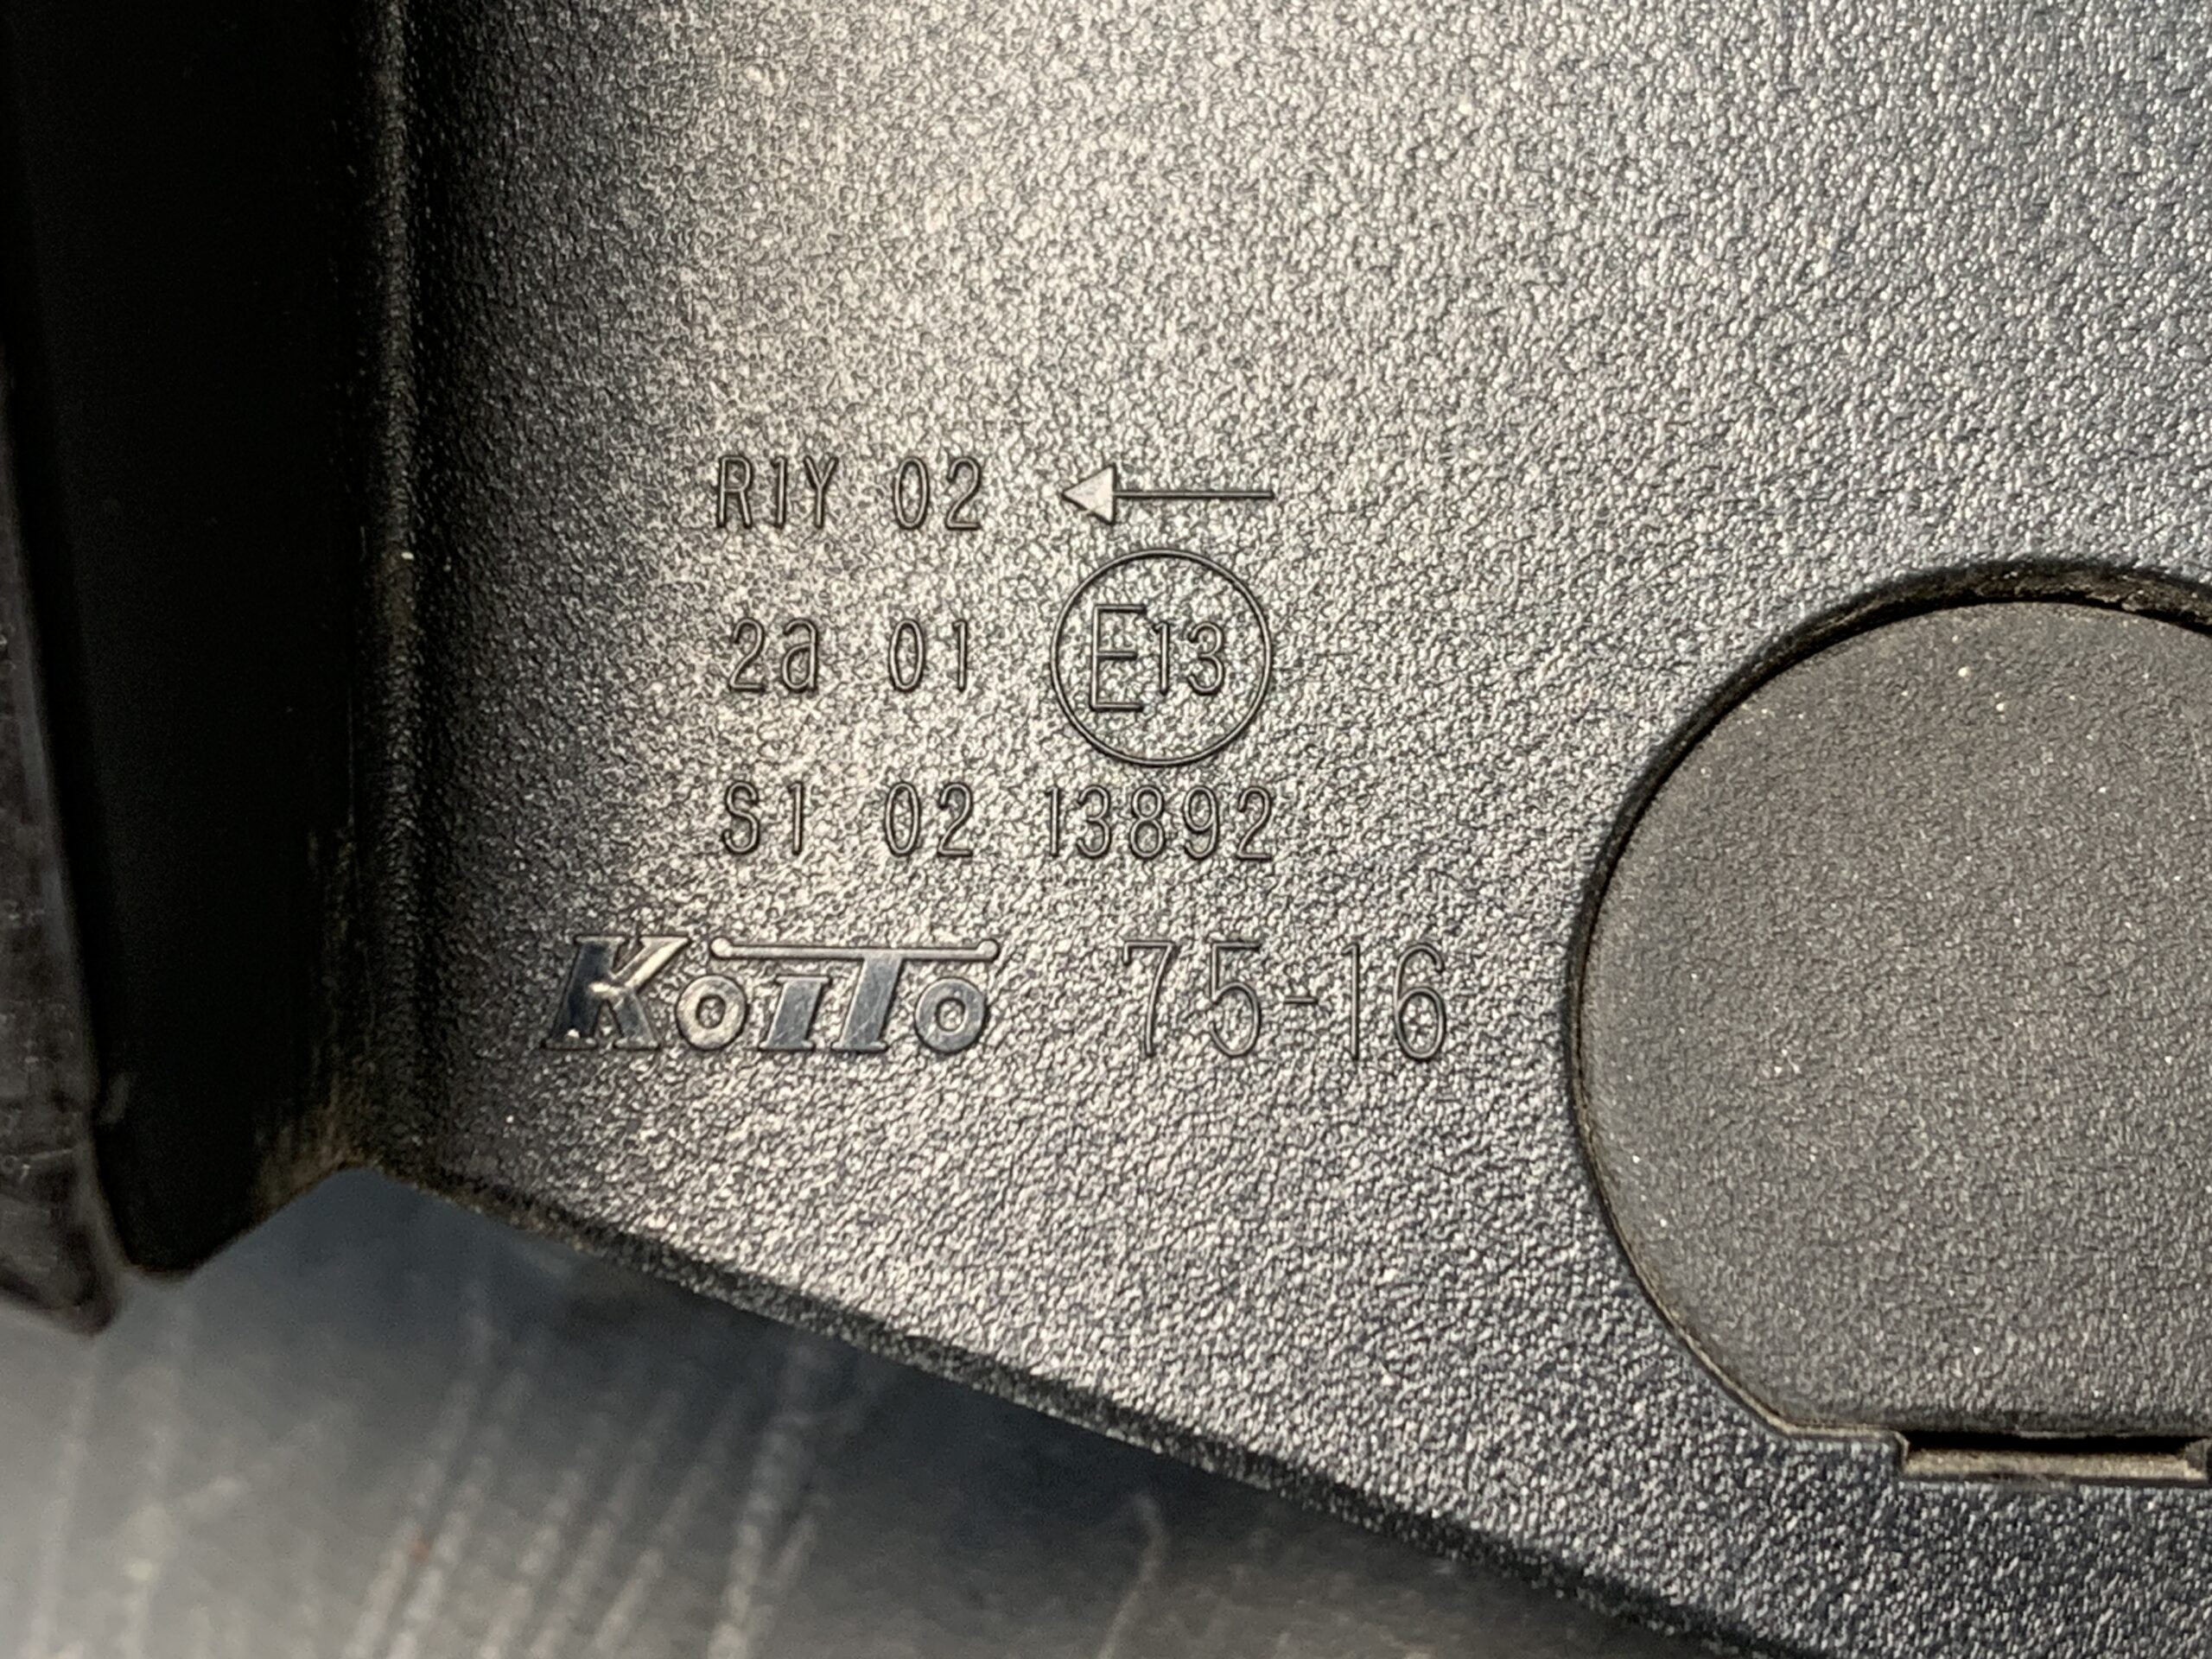 R1Y 02 ←
2a 01 E13
S1 02 13892
KOITO 75-16